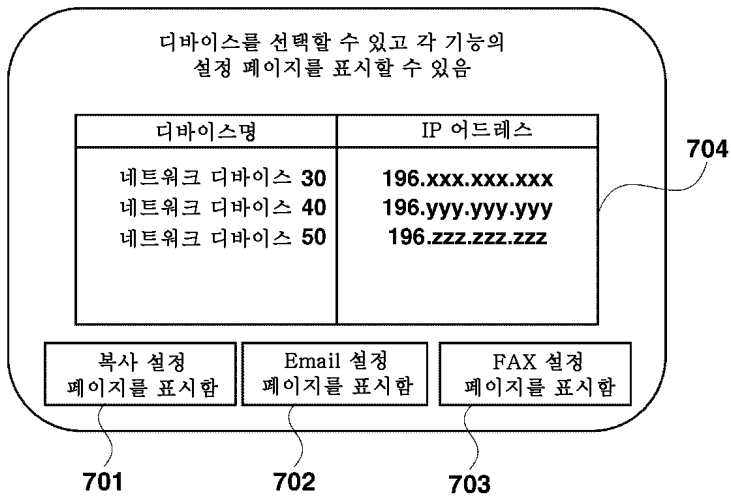 디바이스를 선택할 수 있고 각 기능의
설정 페이지를 표시할 수 있음
디바이스명 IP 어드레스
704
네트워크 디바이스 30 196.xxx.xxx.xxx
네트워크 디바이스 40 196.yyy.yyy.yyy
네트워크 디바이스 50 196.zzz.zzz.zzz
복사 설정 Email 설정 FAX 설정
페이지를 표시함 페이지를 표시함 페이지를 표시함
701 702 703